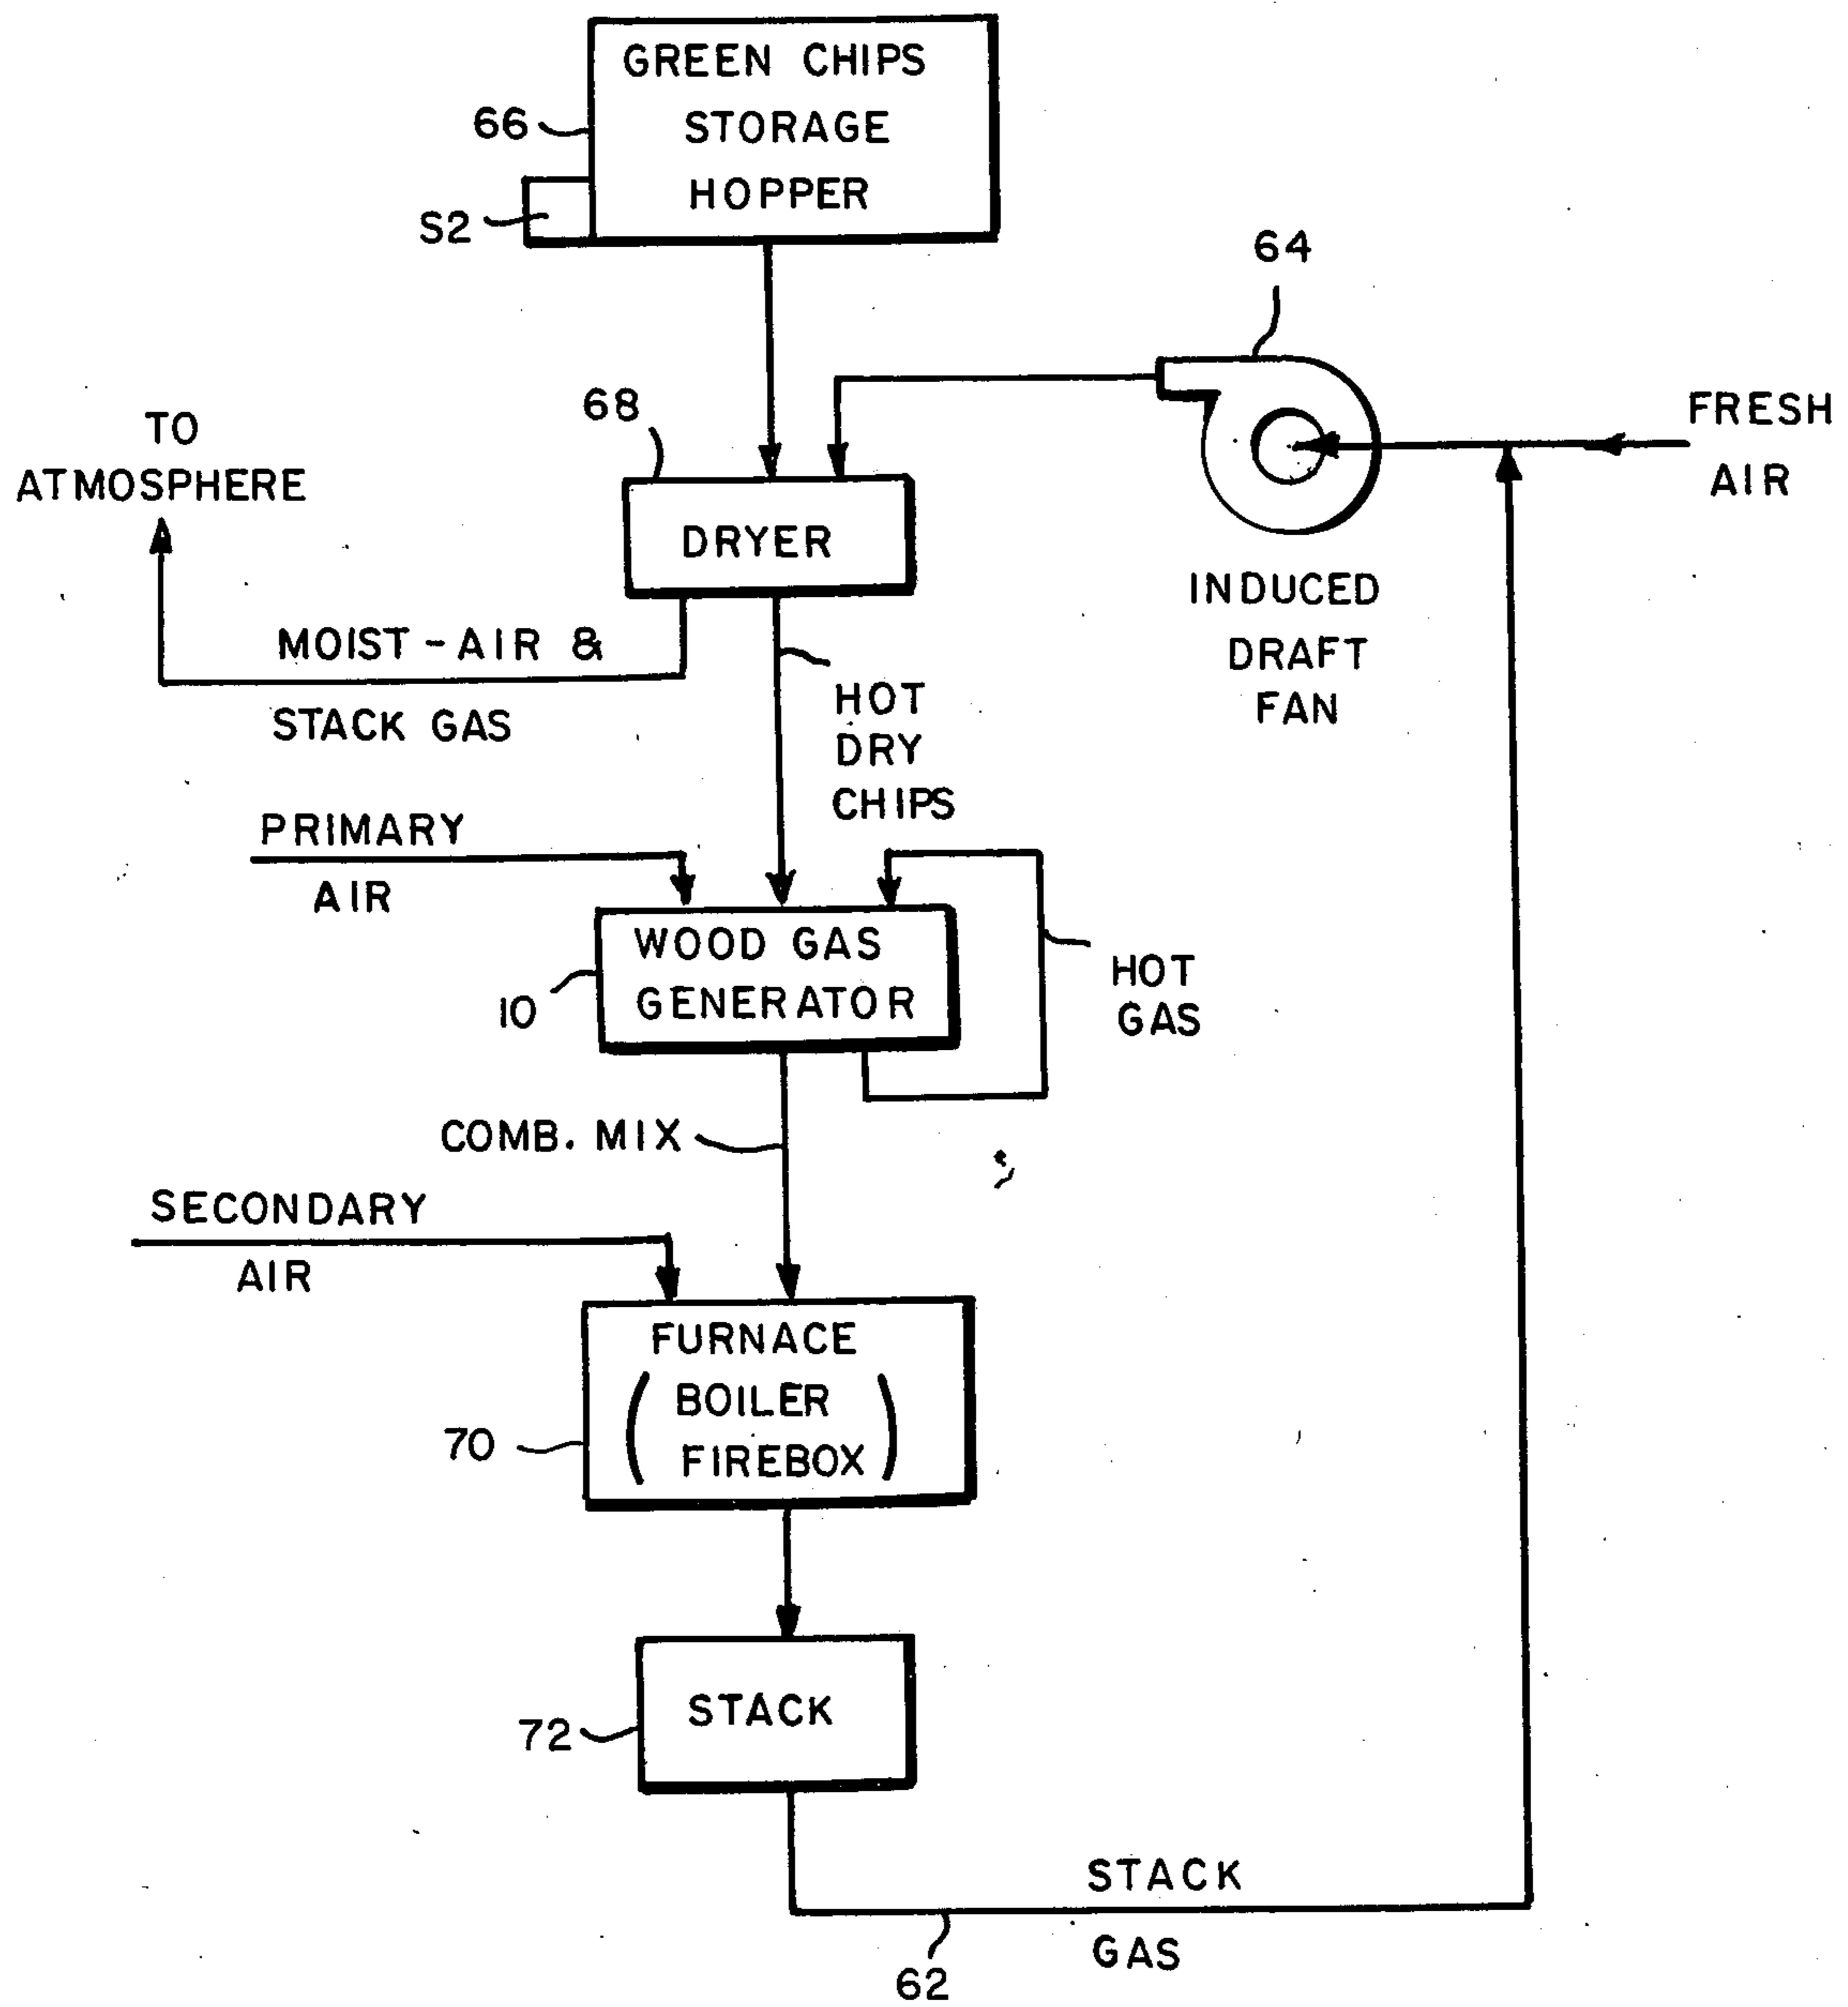 GREEN CHIPS
STORAGE
HOPPER
66
S2
64
FRESH
AIR
68
TO
ATMOSPHERE
DRYER
INDUCED
DRAFT
FAN
MOIST-AIR &
STACK GAS
HOT
DRY
CHIPS
PRIMARY
AIR
WOOD GAS
GENERATOR
10
HOT
GAS
COMB. MIX
SECONDARY
AIR
FURNACE
(BOILER
FIREBOX)
70
STACK
72
STACK
GAS
62